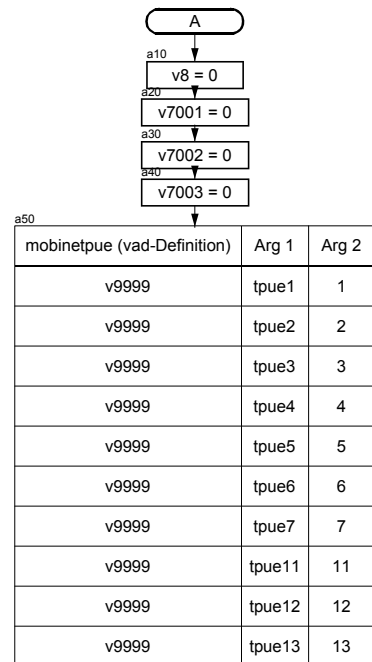 A
a10
v8 = 0
a20
v7001 = 0
a30
v7002 = 0
a40
v7003 = 0
a50
mobinetpue (vad-Definition) Arg 1 Arg 2
v9999 tpue1 1
v9999 tpue2 2
v9999 tpue3 3
v9999 tpue4 4
v9999 tpue5 5
v9999 tpue6 6
v9999 tpue7 7
v9999 tpue11 11
v9999 tpue12 12
v9999 tpue13 13